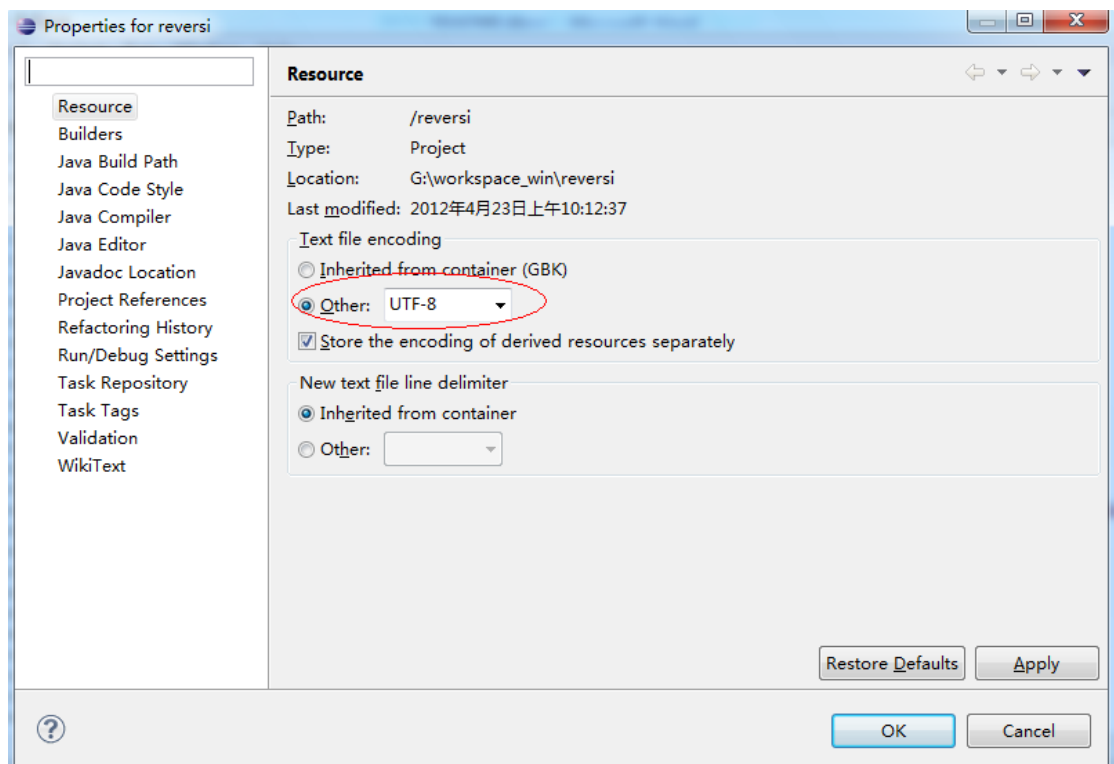 Properties for reversi
Resource
Builders
Java Build Path
Java Code Style
Java Compiler
Java Editor
Javadoc Location
Project References
Refactoring History
Run/Debug Settings
Task Repository
Task Tags
Validation
WikiText
Resource
Path: /reversi
Type: Project
Location: G:\workspace_win\reversi
Last modified: 2012年4月23日上午10:12:37
Text file encoding
Inherited from container (GBK)
Other: UTF-8
Store the encoding of derived resources separately
New text file line delimiter
Inherited from container
Other:
Restore Defaults Apply
OK Cancel